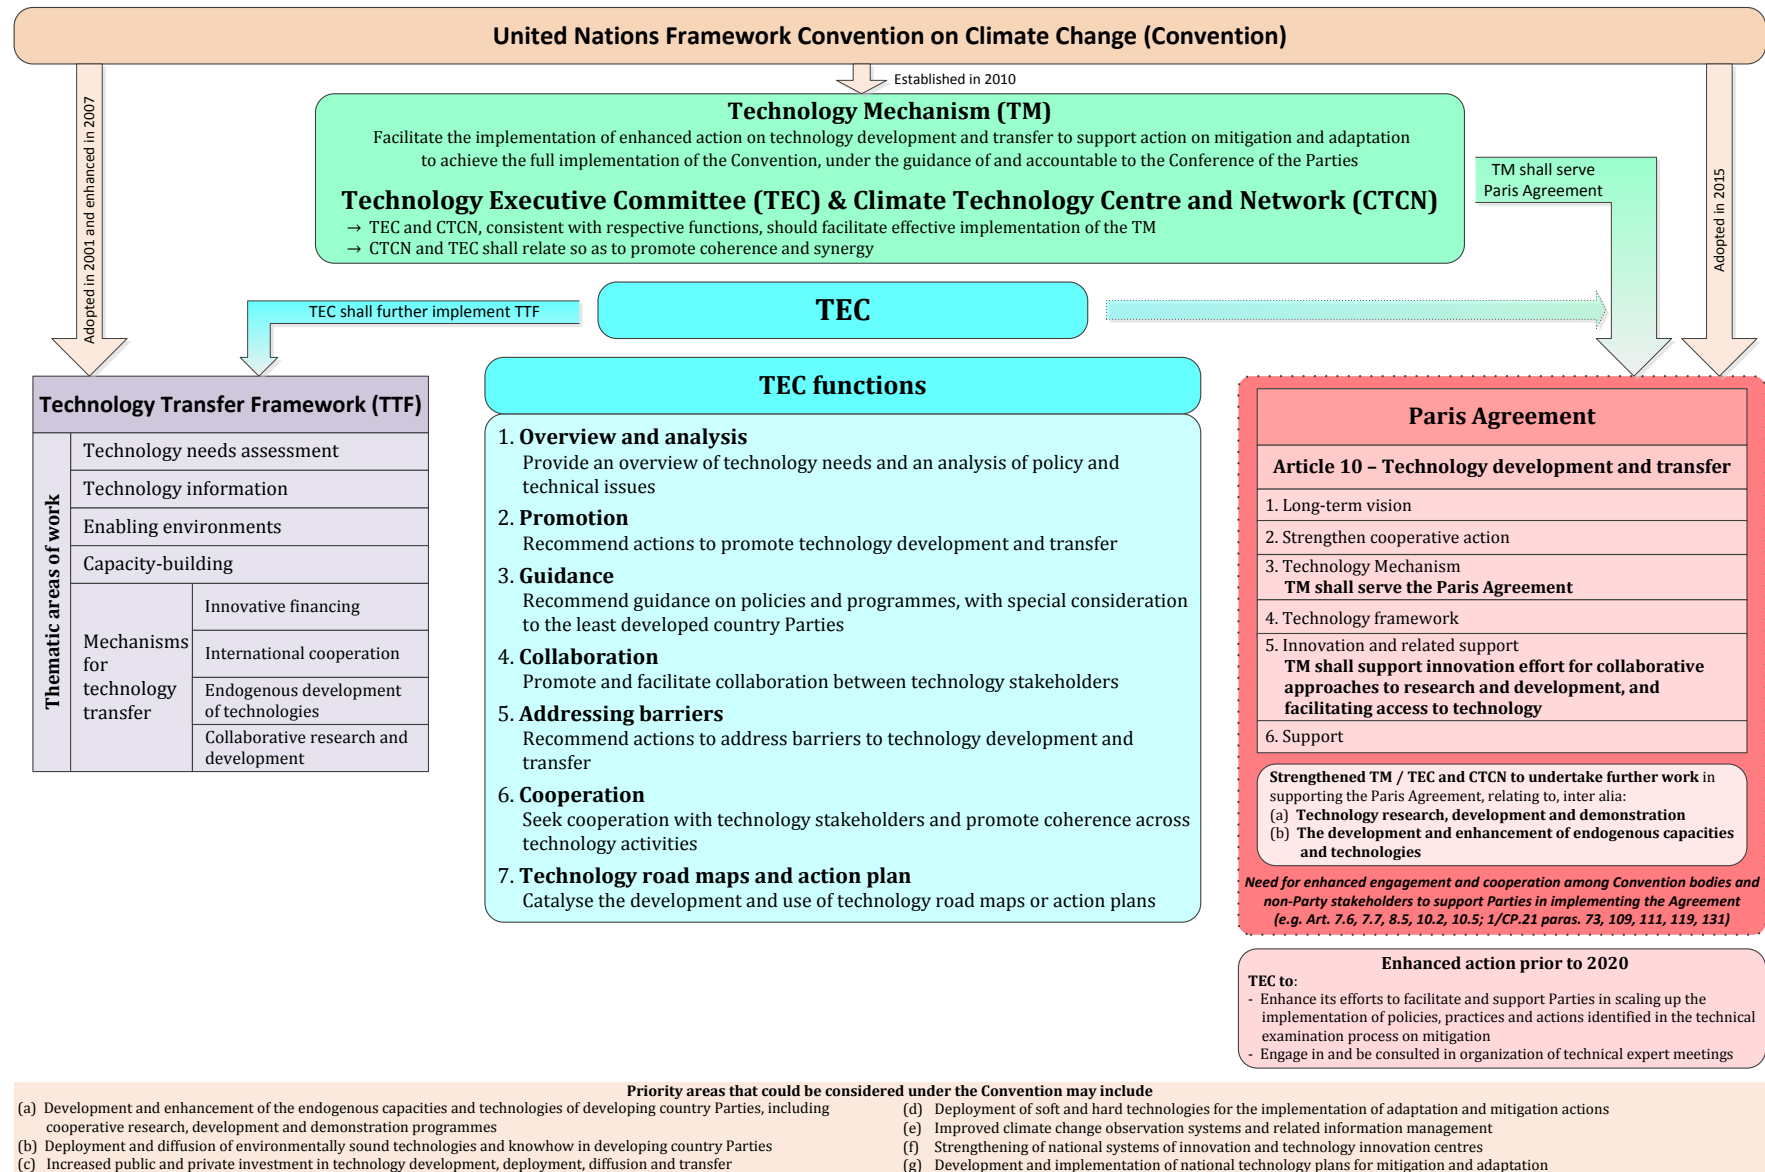 United Nations Framework Convention on Climate Change (Convention)
Adopted in 2001 and enhanced in 2007
Established in 2010
Adopted in 2015
Technology Mechanism (TM)
Facilitate the implementation of enhanced action on technology development and transfer to support action on mitigation and adaptation
to achieve the full implementation of the Convention, under the guidance of and accountable to the Conference of the Parties
Technology Executive Committee (TEC) & Climate Technology Centre and Network (CTCN)
→ TEC and CTCN, consistent with respective functions, should facilitate effective implementation of the TM
→ CTCN and TEC shall relate so as to promote coherence and synergy
TM shall serve
Paris Agreement
TEC shall further implement TTF
TEC
Technology Transfer Framework (TTF)
Thematic areas of work
Technology needs assessment
Technology information
Enabling environments
Capacity-building
Mechanisms
for
technology
transfer
Innovative financing
International cooperation
Endogenous development
of technologies
Collaborative research and
development
TEC functions
1. Overview and analysis
Provide an overview of technology needs and an analysis of policy and
technical issues
2. Promotion
Recommend actions to promote technology development and transfer
3. Guidance
Recommend guidance on policies and programmes, with special consideration
to the least developed country Parties
4. Collaboration
Promote and facilitate collaboration between technology stakeholders
5. Addressing barriers
Recommend actions to address barriers to technology development and
transfer
6. Cooperation
Seek cooperation with technology stakeholders and promote coherence across
technology activities
7. Technology road maps and action plan
Catalyse the development and use of technology road maps or action plans
Paris Agreement
Article 10 – Technology development and transfer
1. Long-term vision
2. Strengthen cooperative action
3. Technology Mechanism
TM shall serve the Paris Agreement
4. Technology framework
5. Innovation and related support
TM shall support innovation effort for collaborative
approaches to research and development, and
facilitating access to technology
6. Support
Strengthened TM / TEC and CTCN to undertake further work in
supporting the Paris Agreement, relating to, inter alia:
(a) Technology research, development and demonstration
(b) The development and enhancement of endogenous capacities
and technologies
Need for enhanced engagement and cooperation among Convention bodies and
non-Party stakeholders to support Parties in implementing the Agreement
(e.g. Art. 7.6, 7.7, 8.5, 10.2, 10.5; 1/CP.21 paras. 73, 109, 111, 119, 131)
Enhanced action prior to 2020
TEC to:
- Enhance its efforts to facilitate and support Parties in scaling up the
implementation of policies, practices and actions identified in the technical
examination process on mitigation
- Engage in and be consulted in organization of technical expert meetings
Priority areas that could be considered under the Convention may include
(a) Development and enhancement of the endogenous capacities and technologies of developing country Parties, including
cooperative research, development and demonstration programmes
(b) Deployment and diffusion of environmentally sound technologies and knowhow in developing country Parties
(c) Increased public and private investment in technology development, deployment, diffusion and transfer
(d) Deployment of soft and hard technologies for the implementation of adaptation and mitigation actions
(e) Improved climate change observation systems and related information management
(f) Strengthening of national systems of innovation and technology innovation centres
(g) Development and implementation of national technology plans for mitigation and adaptation